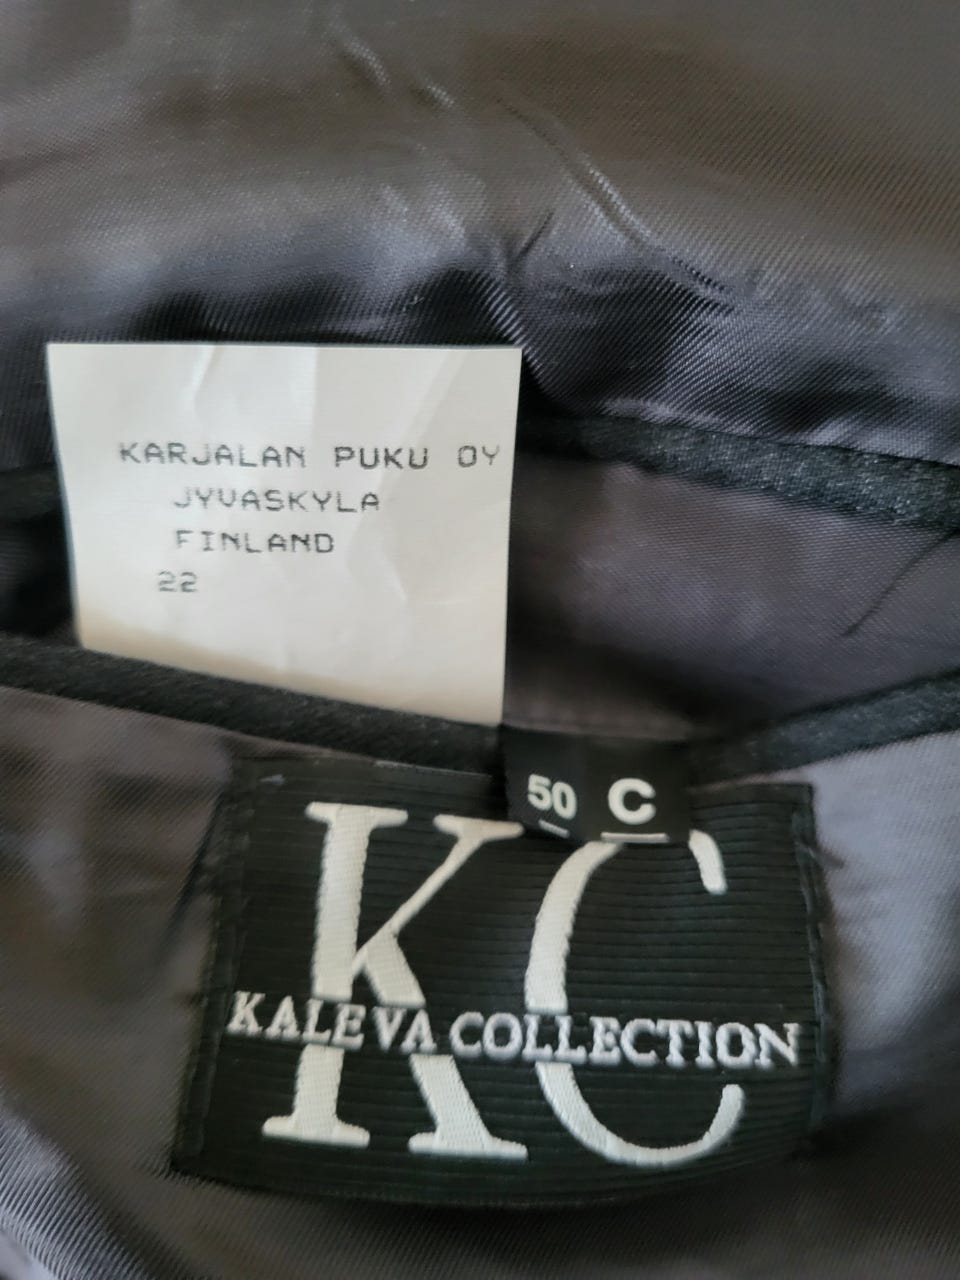 KARJALAN PUKU OY
JYVASKYLA
FINLAND
22
50 C
KC
KALEVA COLLECTION